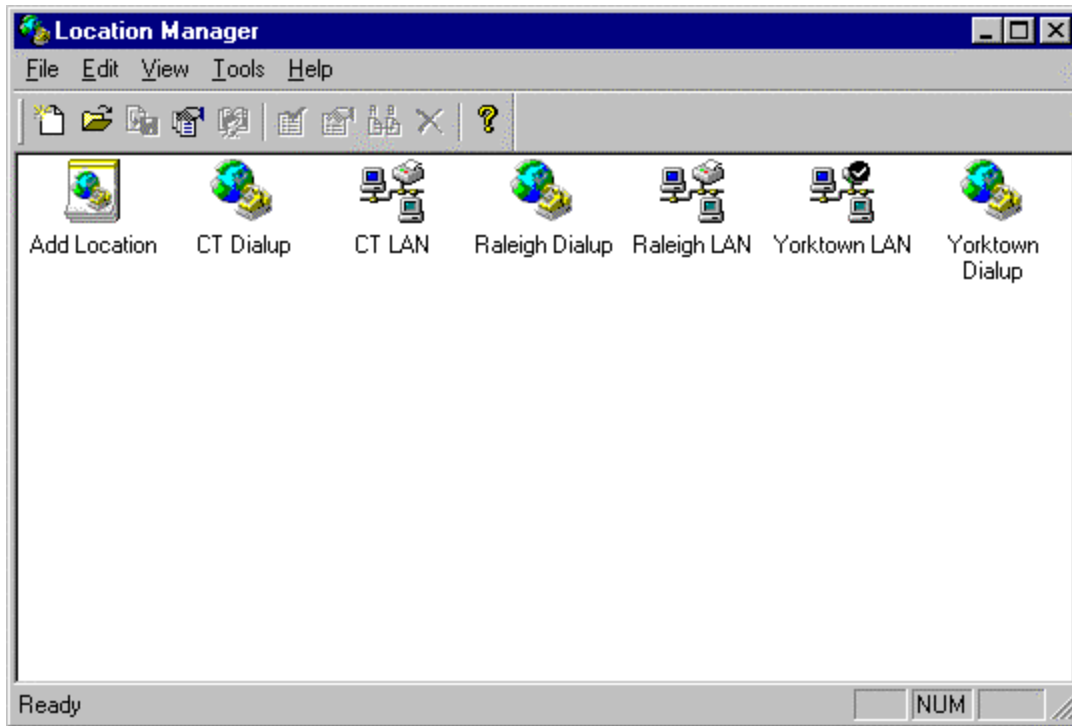 Location Manager
File Edit View Tools Help
?
Add Location CT Dialup CT LAN Raleigh Dialup Raleigh LAN Yorktown LAN Yorktown
Dialup
Ready NUM